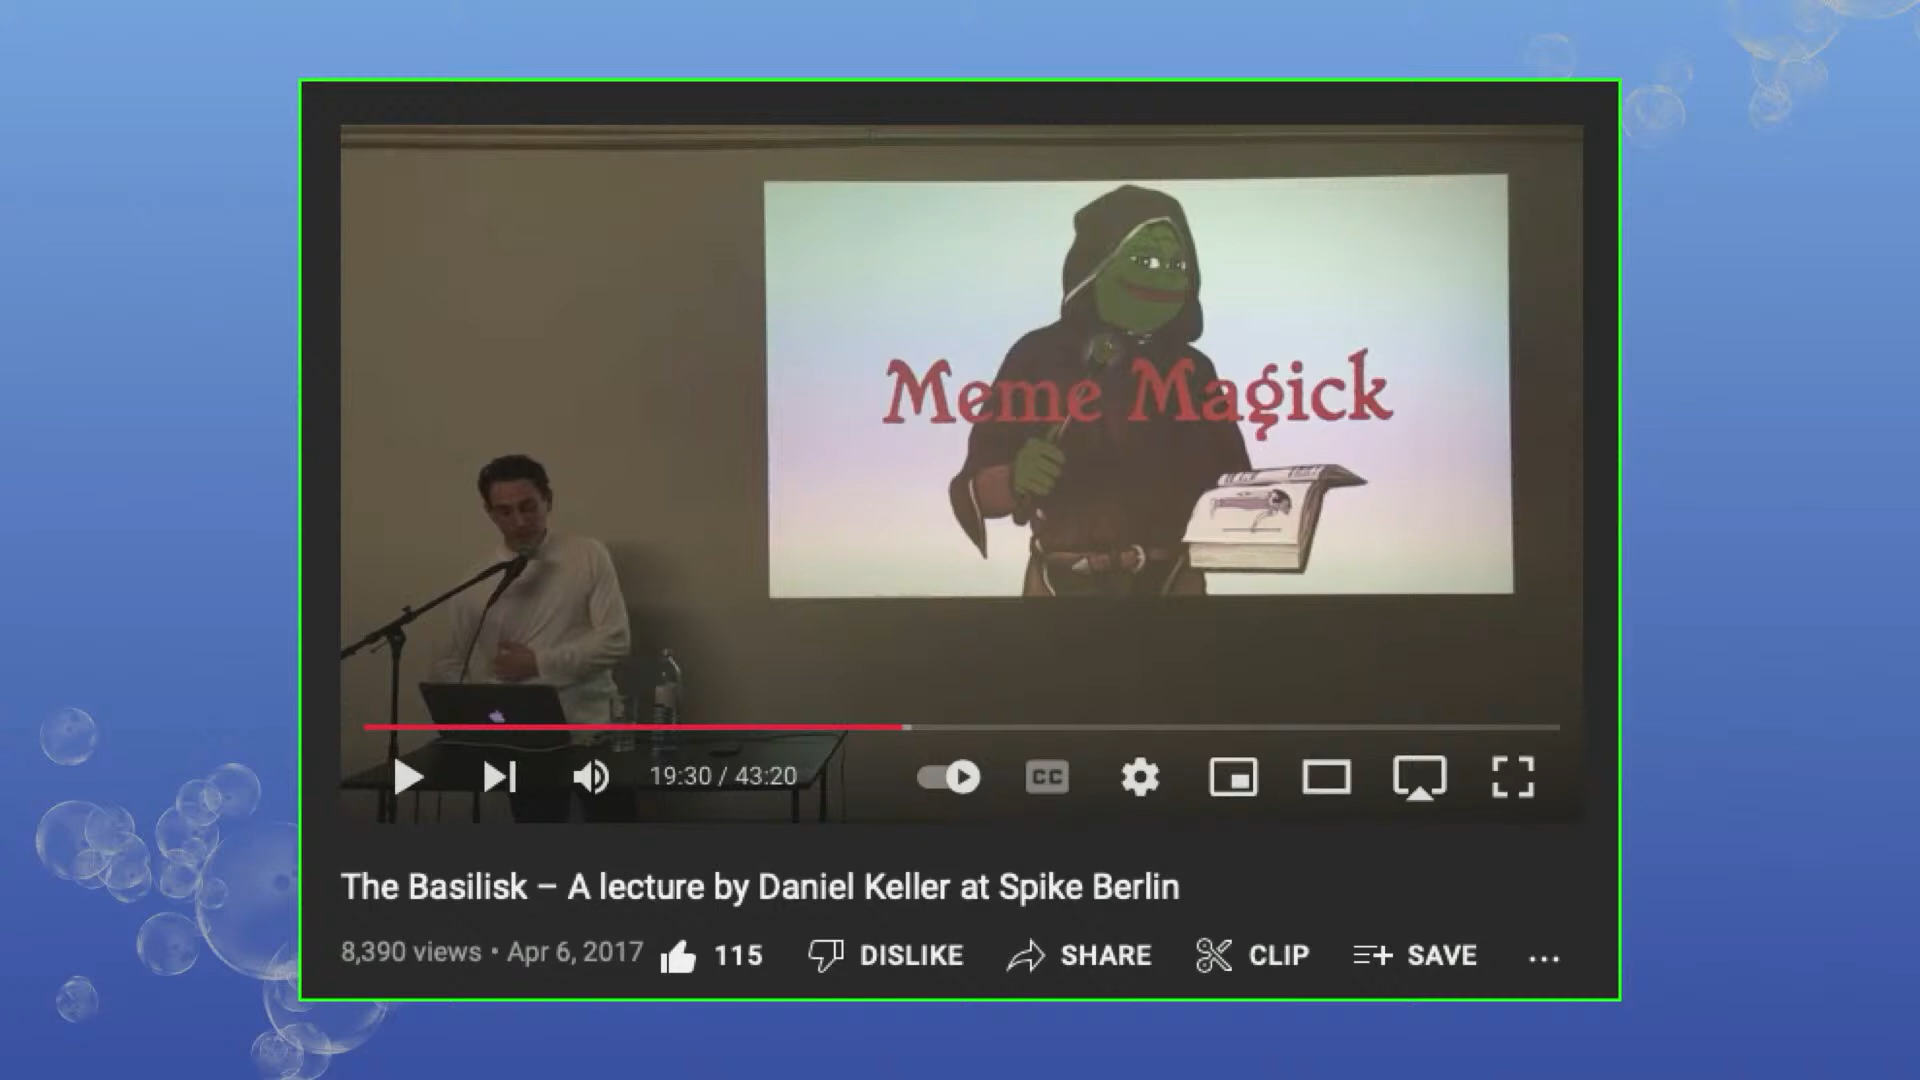 Meme Magick
19:30 / 43:20
CC
The Basilisk – A lecture by Daniel Keller at Spike Berlin
8,390 views • Apr 6, 2017 115 DISLIKE SHARE CLIP SAVE ...